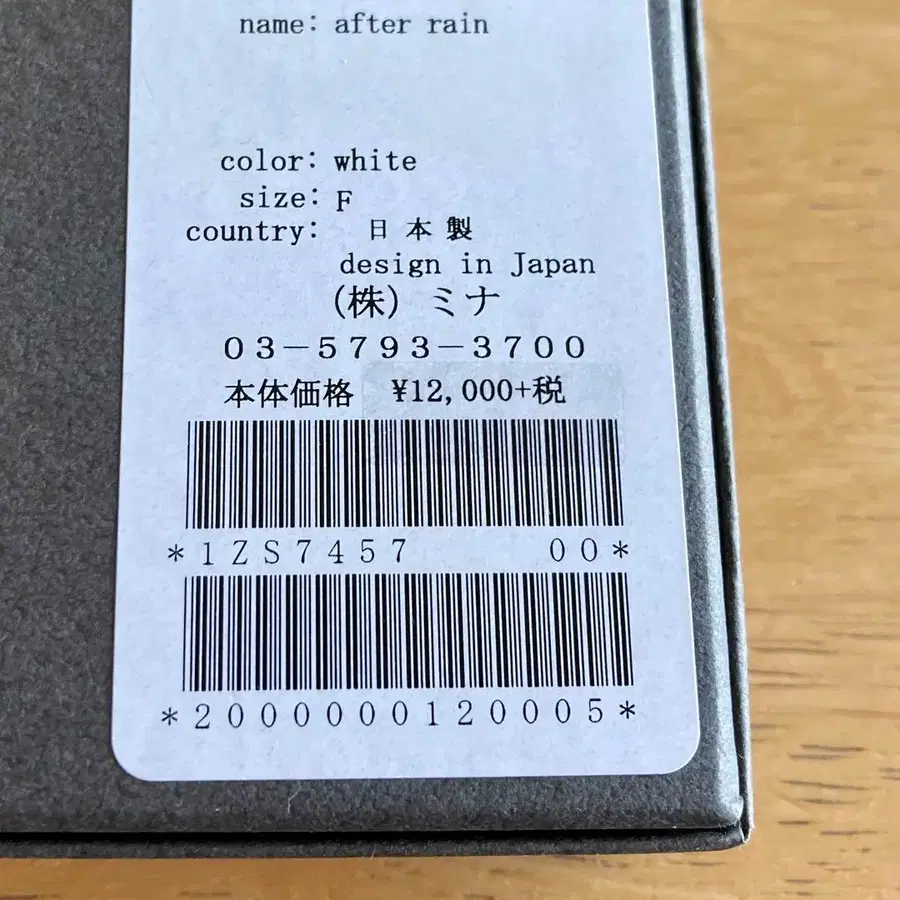 name: after rain
color: white
size: F
country: 日本製
design in Japan
(株) ミナ
03−5793−3700
本体価格 ¥12,000+税
*1ZS7457 00*
*2000000120005*